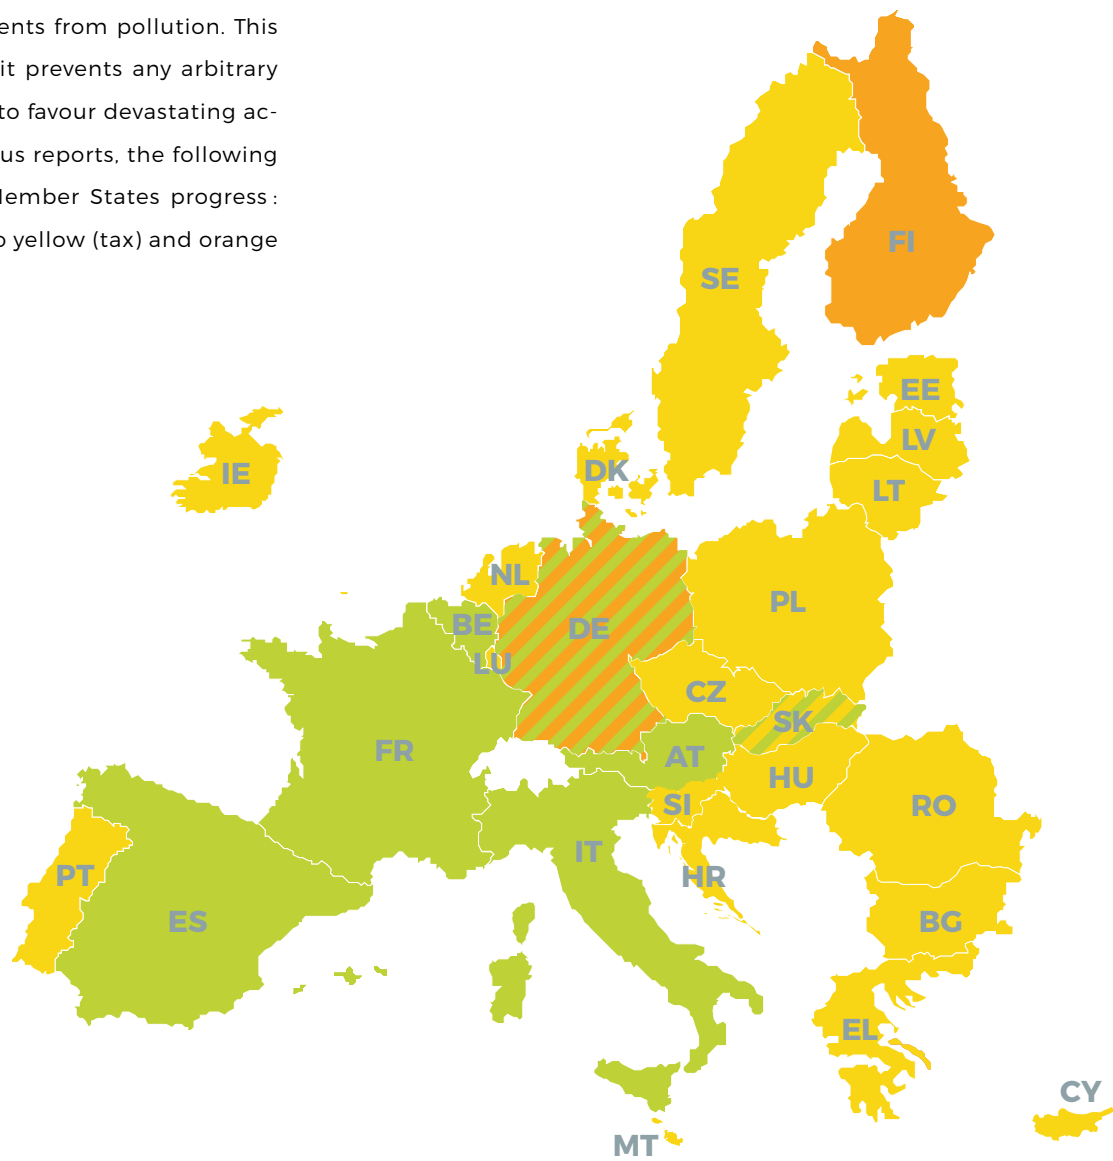 ents from pollution. This
it prevents any arbitrary
to favour devastating ac-
us reports, the following
ember States progress :
o yellow (tax) and orange
FI
SE
EE
LV
LT
IE
DK
NL
BE
DE
PL
LU
CZ
SK
FR
AT
HU
SI
RO
IT
PT
HR
ES
BG
EL
CY
MT